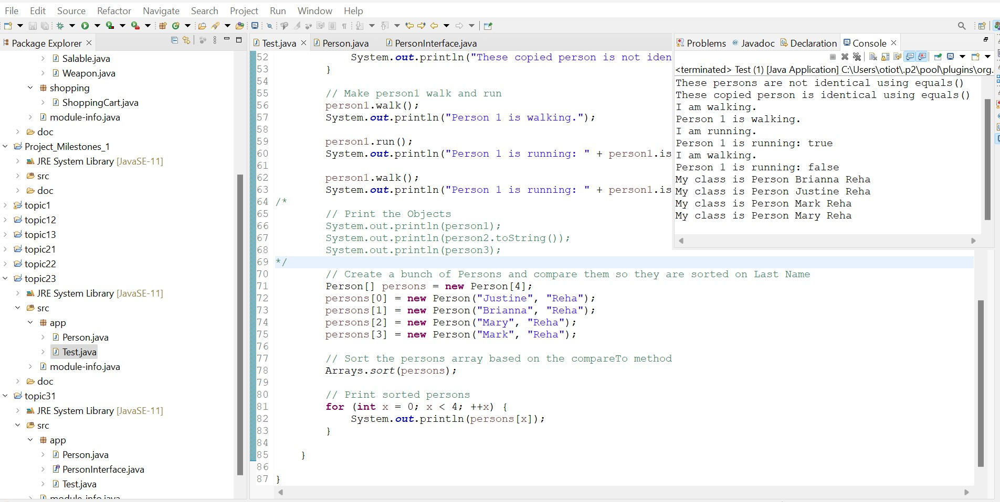 File Edit Source Refactor Navigate Search Project Run Window Help
Package Explorer
Salable.java
Weapon.java
shopping
ShoppingCart.java
module-info.java
doc
Project_Milestones_1
JRE System Library [JavaSE-11]
src
doc
topic1
topic12
topic13
topic21
topic22
topic23
JRE System Library [JavaSE-11]
src
app
Person.java
Test.java
module-info.java
doc
topic31
JRE System Library [JavaSE-11]
src
app
Person.java
PersonInterface.java
Test.java
module-info.java
Test.java Person.java PersonInterface.java
52 System.out.println("These copied person is not iden
53 }
54
55 // Make person1 walk and run
56 person1.walk();
57 System.out.println("Person 1 is walking.");
58
59 person1.run();
60 System.out.println("Person 1 is running: " + person1.is
61
62 person1.walk();
63 System.out.println("Person 1 is running: " + person1.is
64 /*
65 // Print the Objects
66 System.out.println(person1);
67 System.out.println(person2.toString());
68 System.out.println(person3);
69 */
70 // Create a bunch of Persons and compare them so they are sorted on Last Name
71 Person[] persons = new Person[4];
72 persons[0] = new Person("Justine", "Reha");
73 persons[1] = new Person("Brianna", "Reha");
74 persons[2] = new Person("Mary", "Reha");
75 persons[3] = new Person("Mark", "Reha");
76
77 // Sort the persons array based on the compareTo method
78 Arrays.sort(persons);
79
80 // Print sorted persons
81 for (int x = 0; x < 4; ++x) {
82 System.out.println(persons[x]);
83 }
84
85 }
86
87 }
Problems Javadoc Declaration Console
<terminated> Test (1) [Java Application] C:\Users\otiot\.p2\pool\plugins\org.
These persons are not identical using equals()
These copied person is identical using equals()
I am walking.
Person 1 is walking.
I am running.
Person 1 is running: true
I am walking.
Person 1 is running: false
My class is Person Brianna Reha
My class is Person Justine Reha
My class is Person Mark Reha
My class is Person Mary Reha